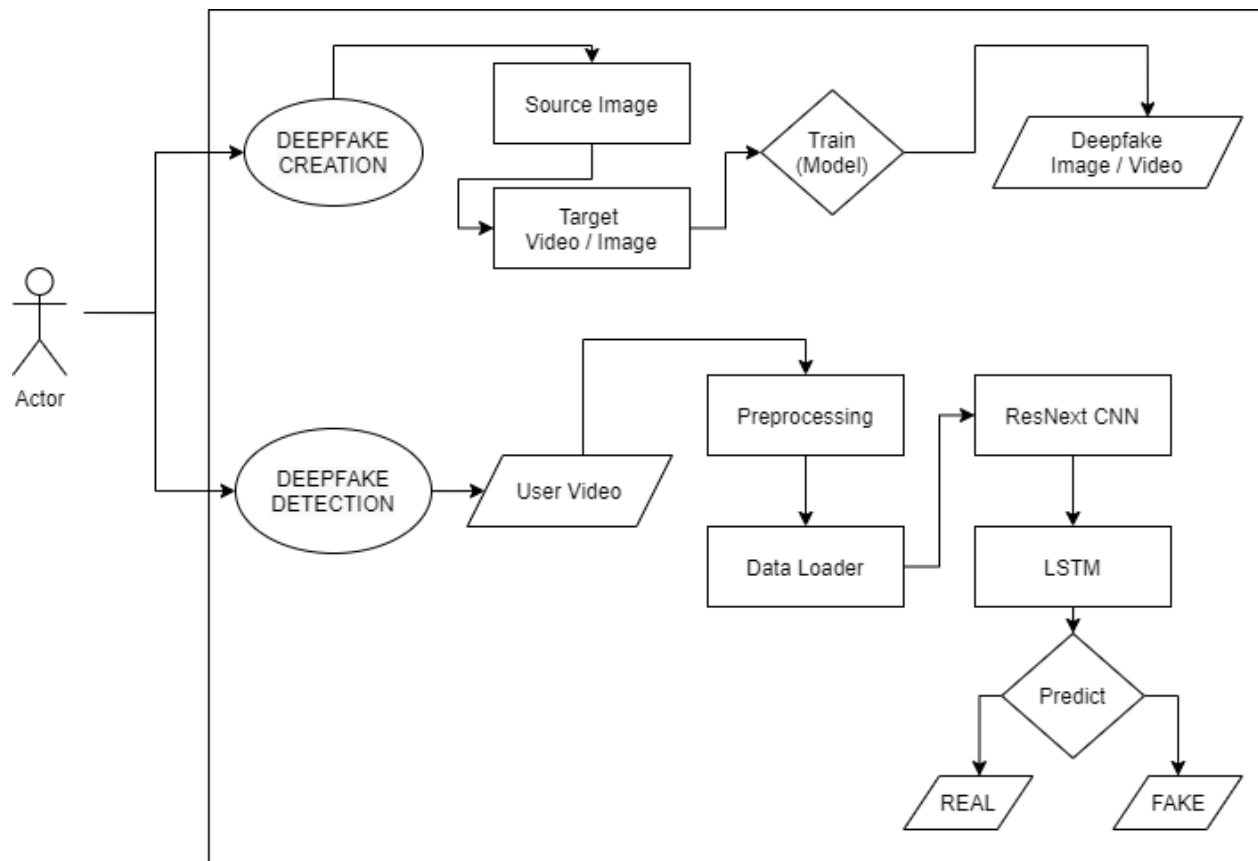 DEEPFAKE
CREATION
Source Image
Target
Video / Image
Train
(Model)
Deepfake
Image / Video
Actor
DEEPFAKE
DETECTION
User Video
Preprocessing
Data Loader
ResNext CNN
LSTM
Predict
REAL
FAKE